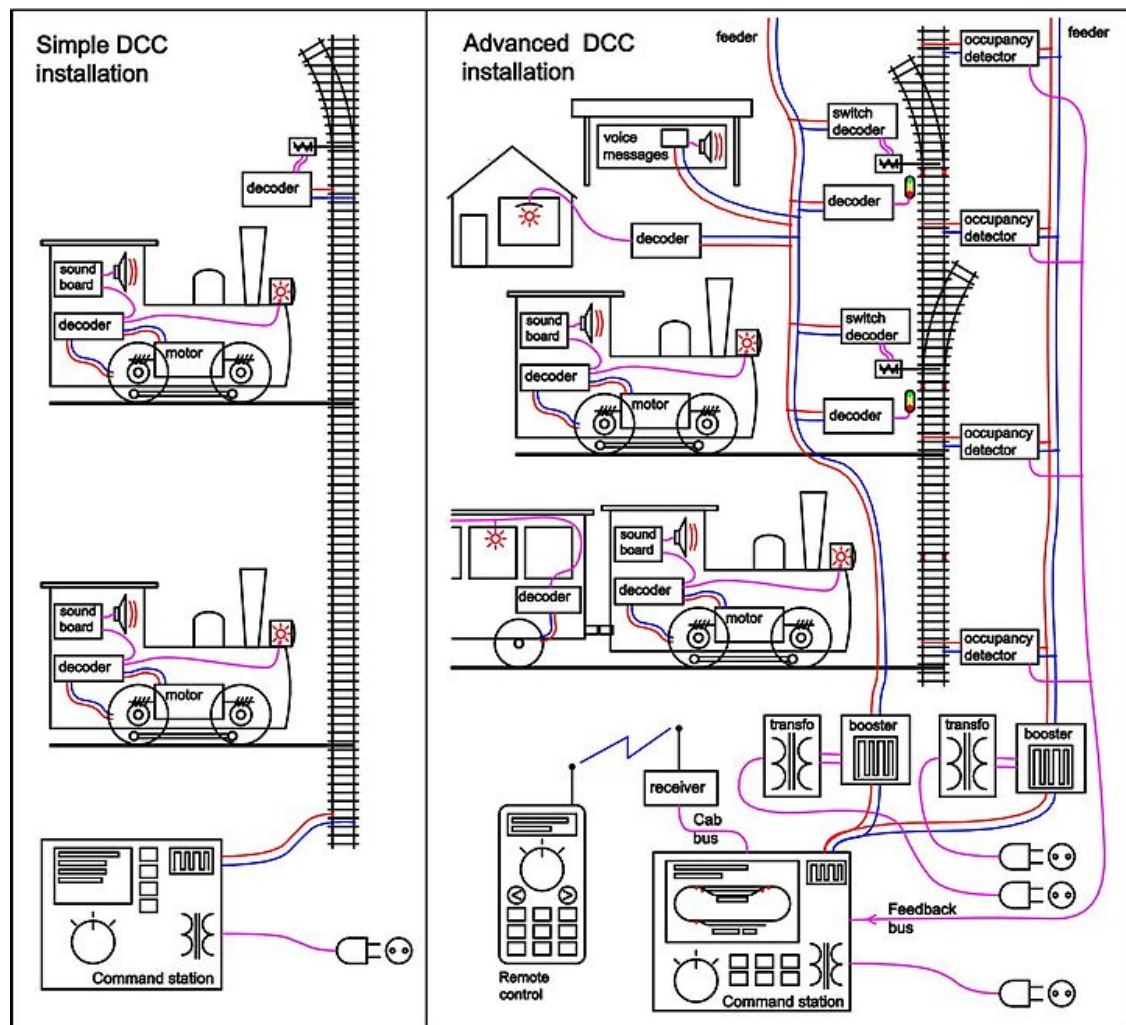 Simple DCC
installation
decoder
sound
board
decoder
motor
sound
board
decoder
motor
Command station
Advanced DCC
installation
feeder
feeder
occupancy
detector
voice
messages
switch
decoder
decoder
decoder
occupancy
detector
sound
board
decoder
motor
switch
decoder
decoder
occupancy
detector
sound
board
decoder
decoder
motor
occupancy
detector
transfo
booster
transfo
booster
receiver
Cab
bus
Feedback
bus
Remote
control
Command station